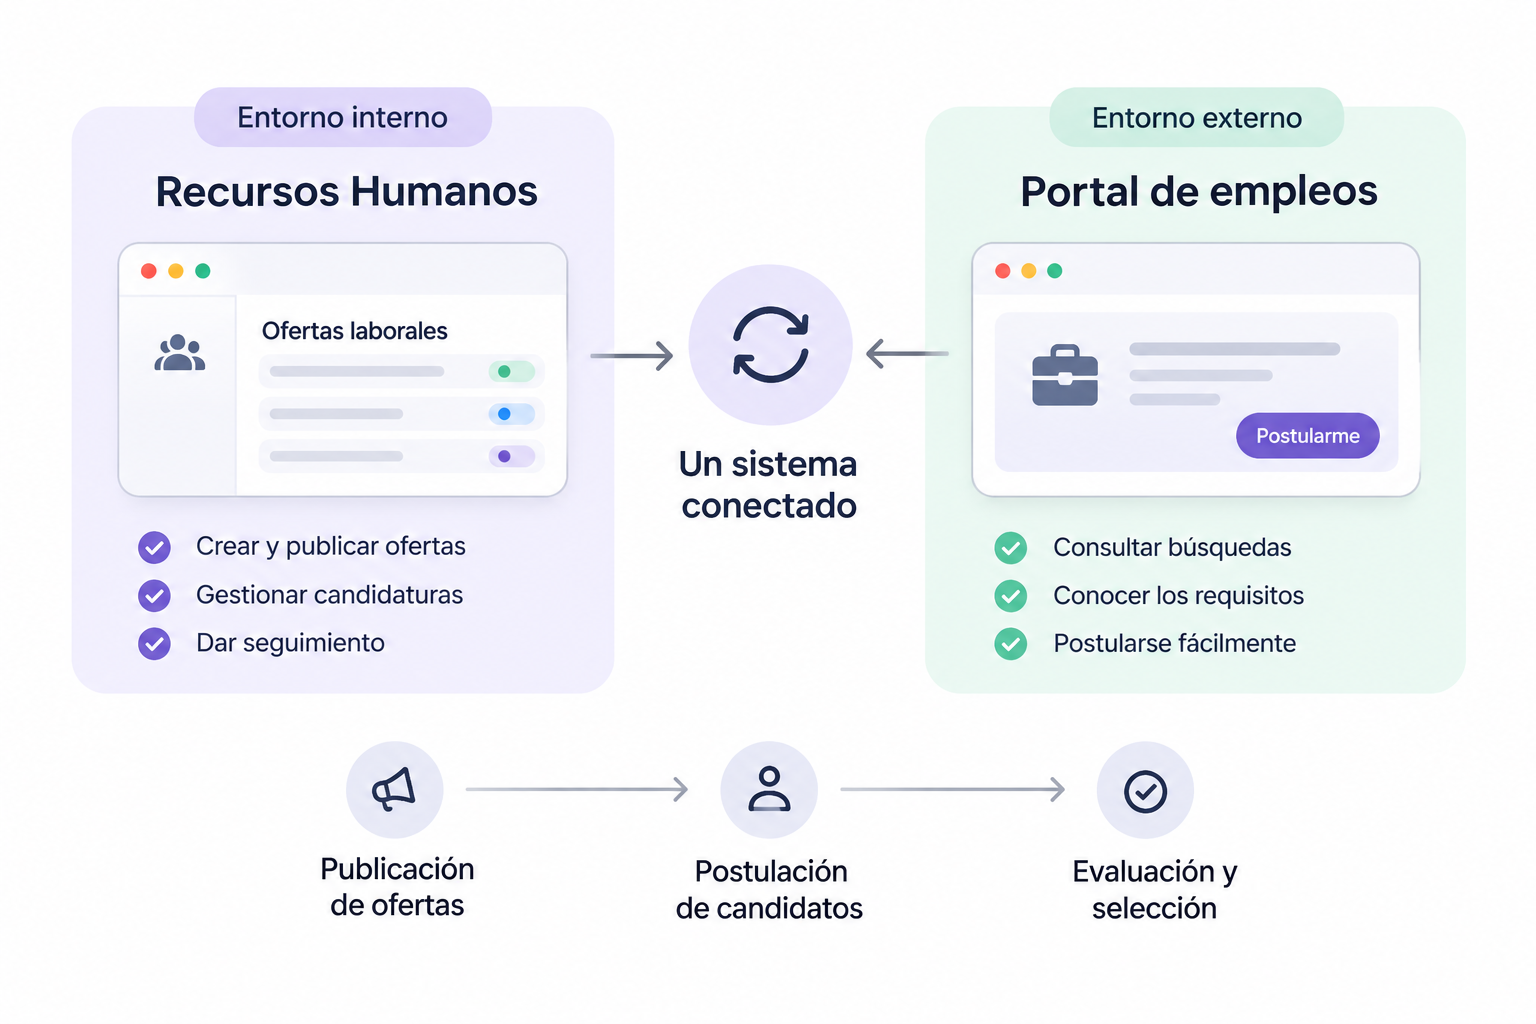 Entorno interno
Recursos Humanos
Ofertas laborales
Crear y publicar ofertas
Gestionar candidaturas
Dar seguimiento
Un sistema
conectado
Entorno externo
Portal de empleos
Postularme
Consultar búsquedas
Conocer los requisitos
Postularse fácilmente
Publicación
de ofertas
Postulación
de candidatos
Evaluación y
selección